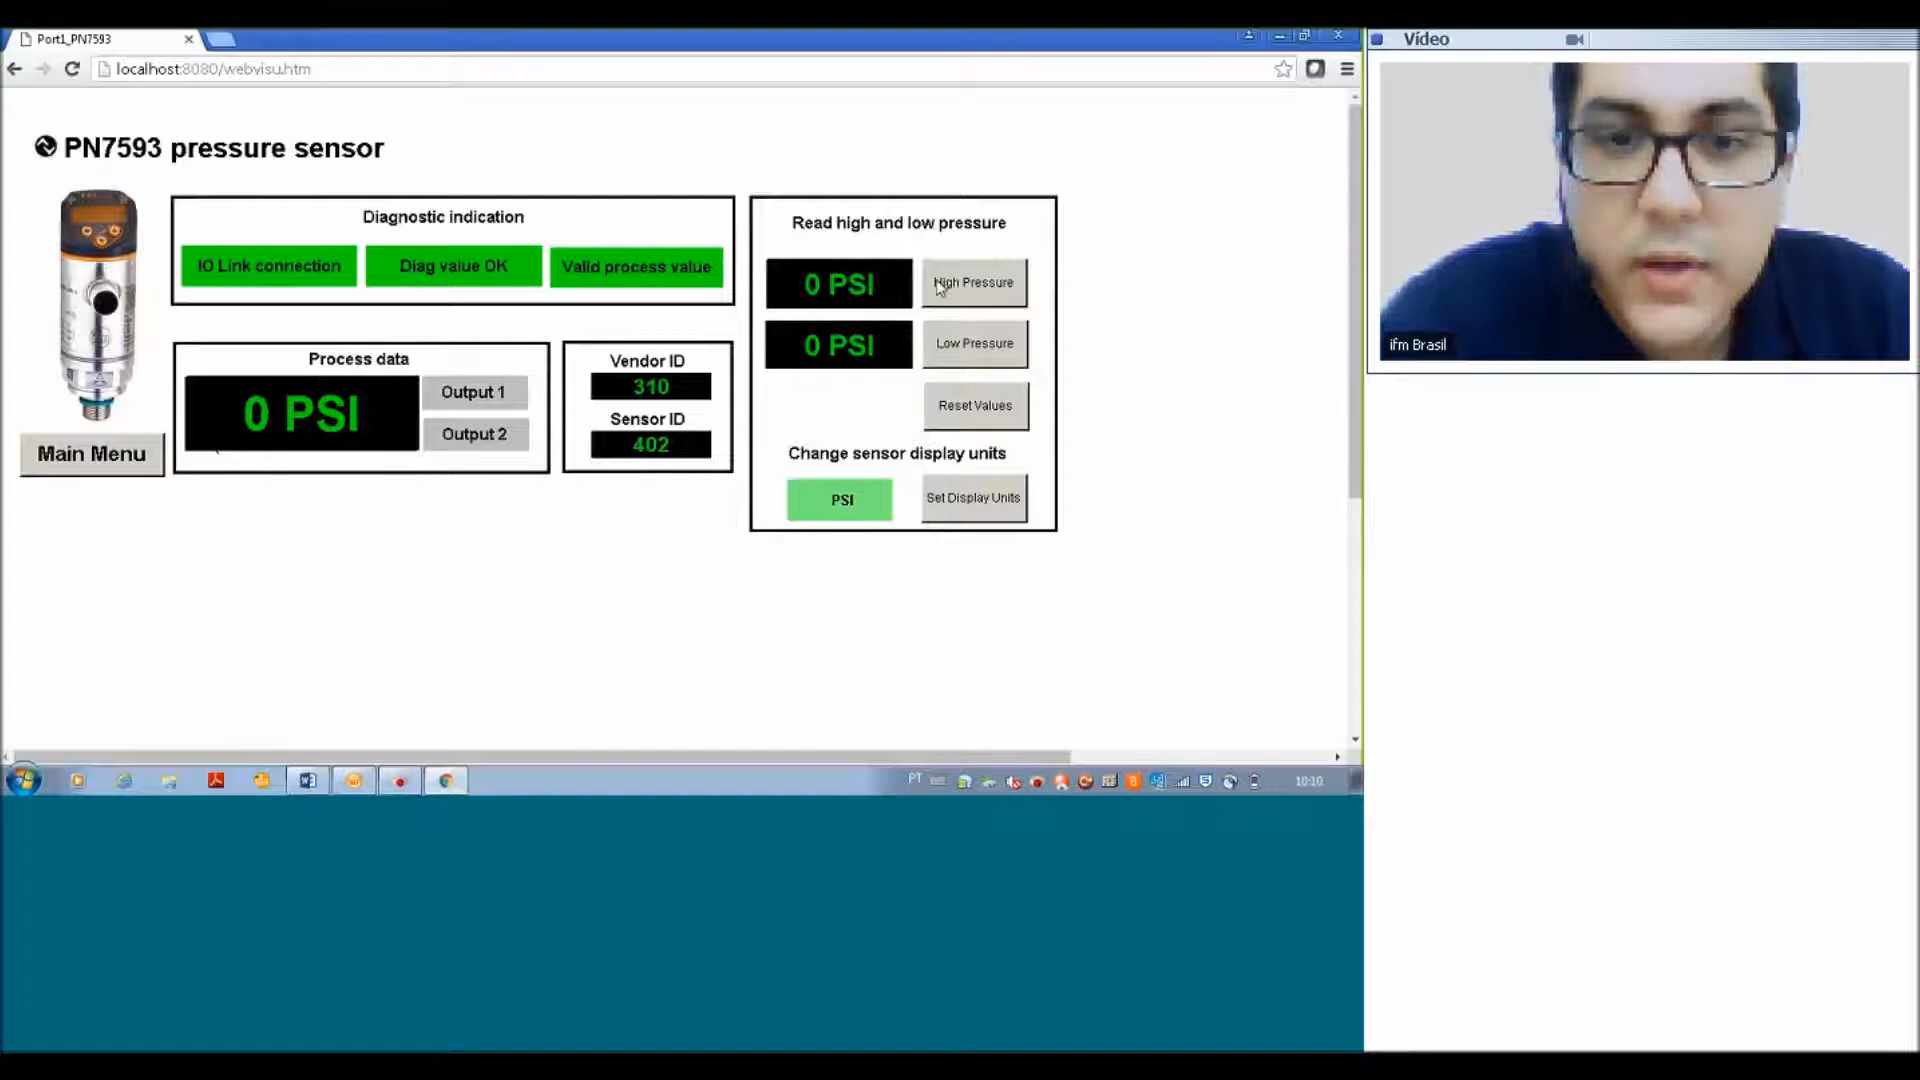 Port1_PN7593
localhost:8080/webvisu.htm
PN7593 pressure sensor
Diagnostic indication
IO Link connection
Diag value OK
Valid process value
Process data
0 PSI
Output 1
Output 2
Vendor ID
310
Sensor ID
402
Main Menu
Read high and low pressure
0 PSI
High Pressure
0 PSI
Low Pressure
Reset Values
Change sensor display units
PSI
Set Display Units
PT
10:10
Vídeo
ifm Brasil